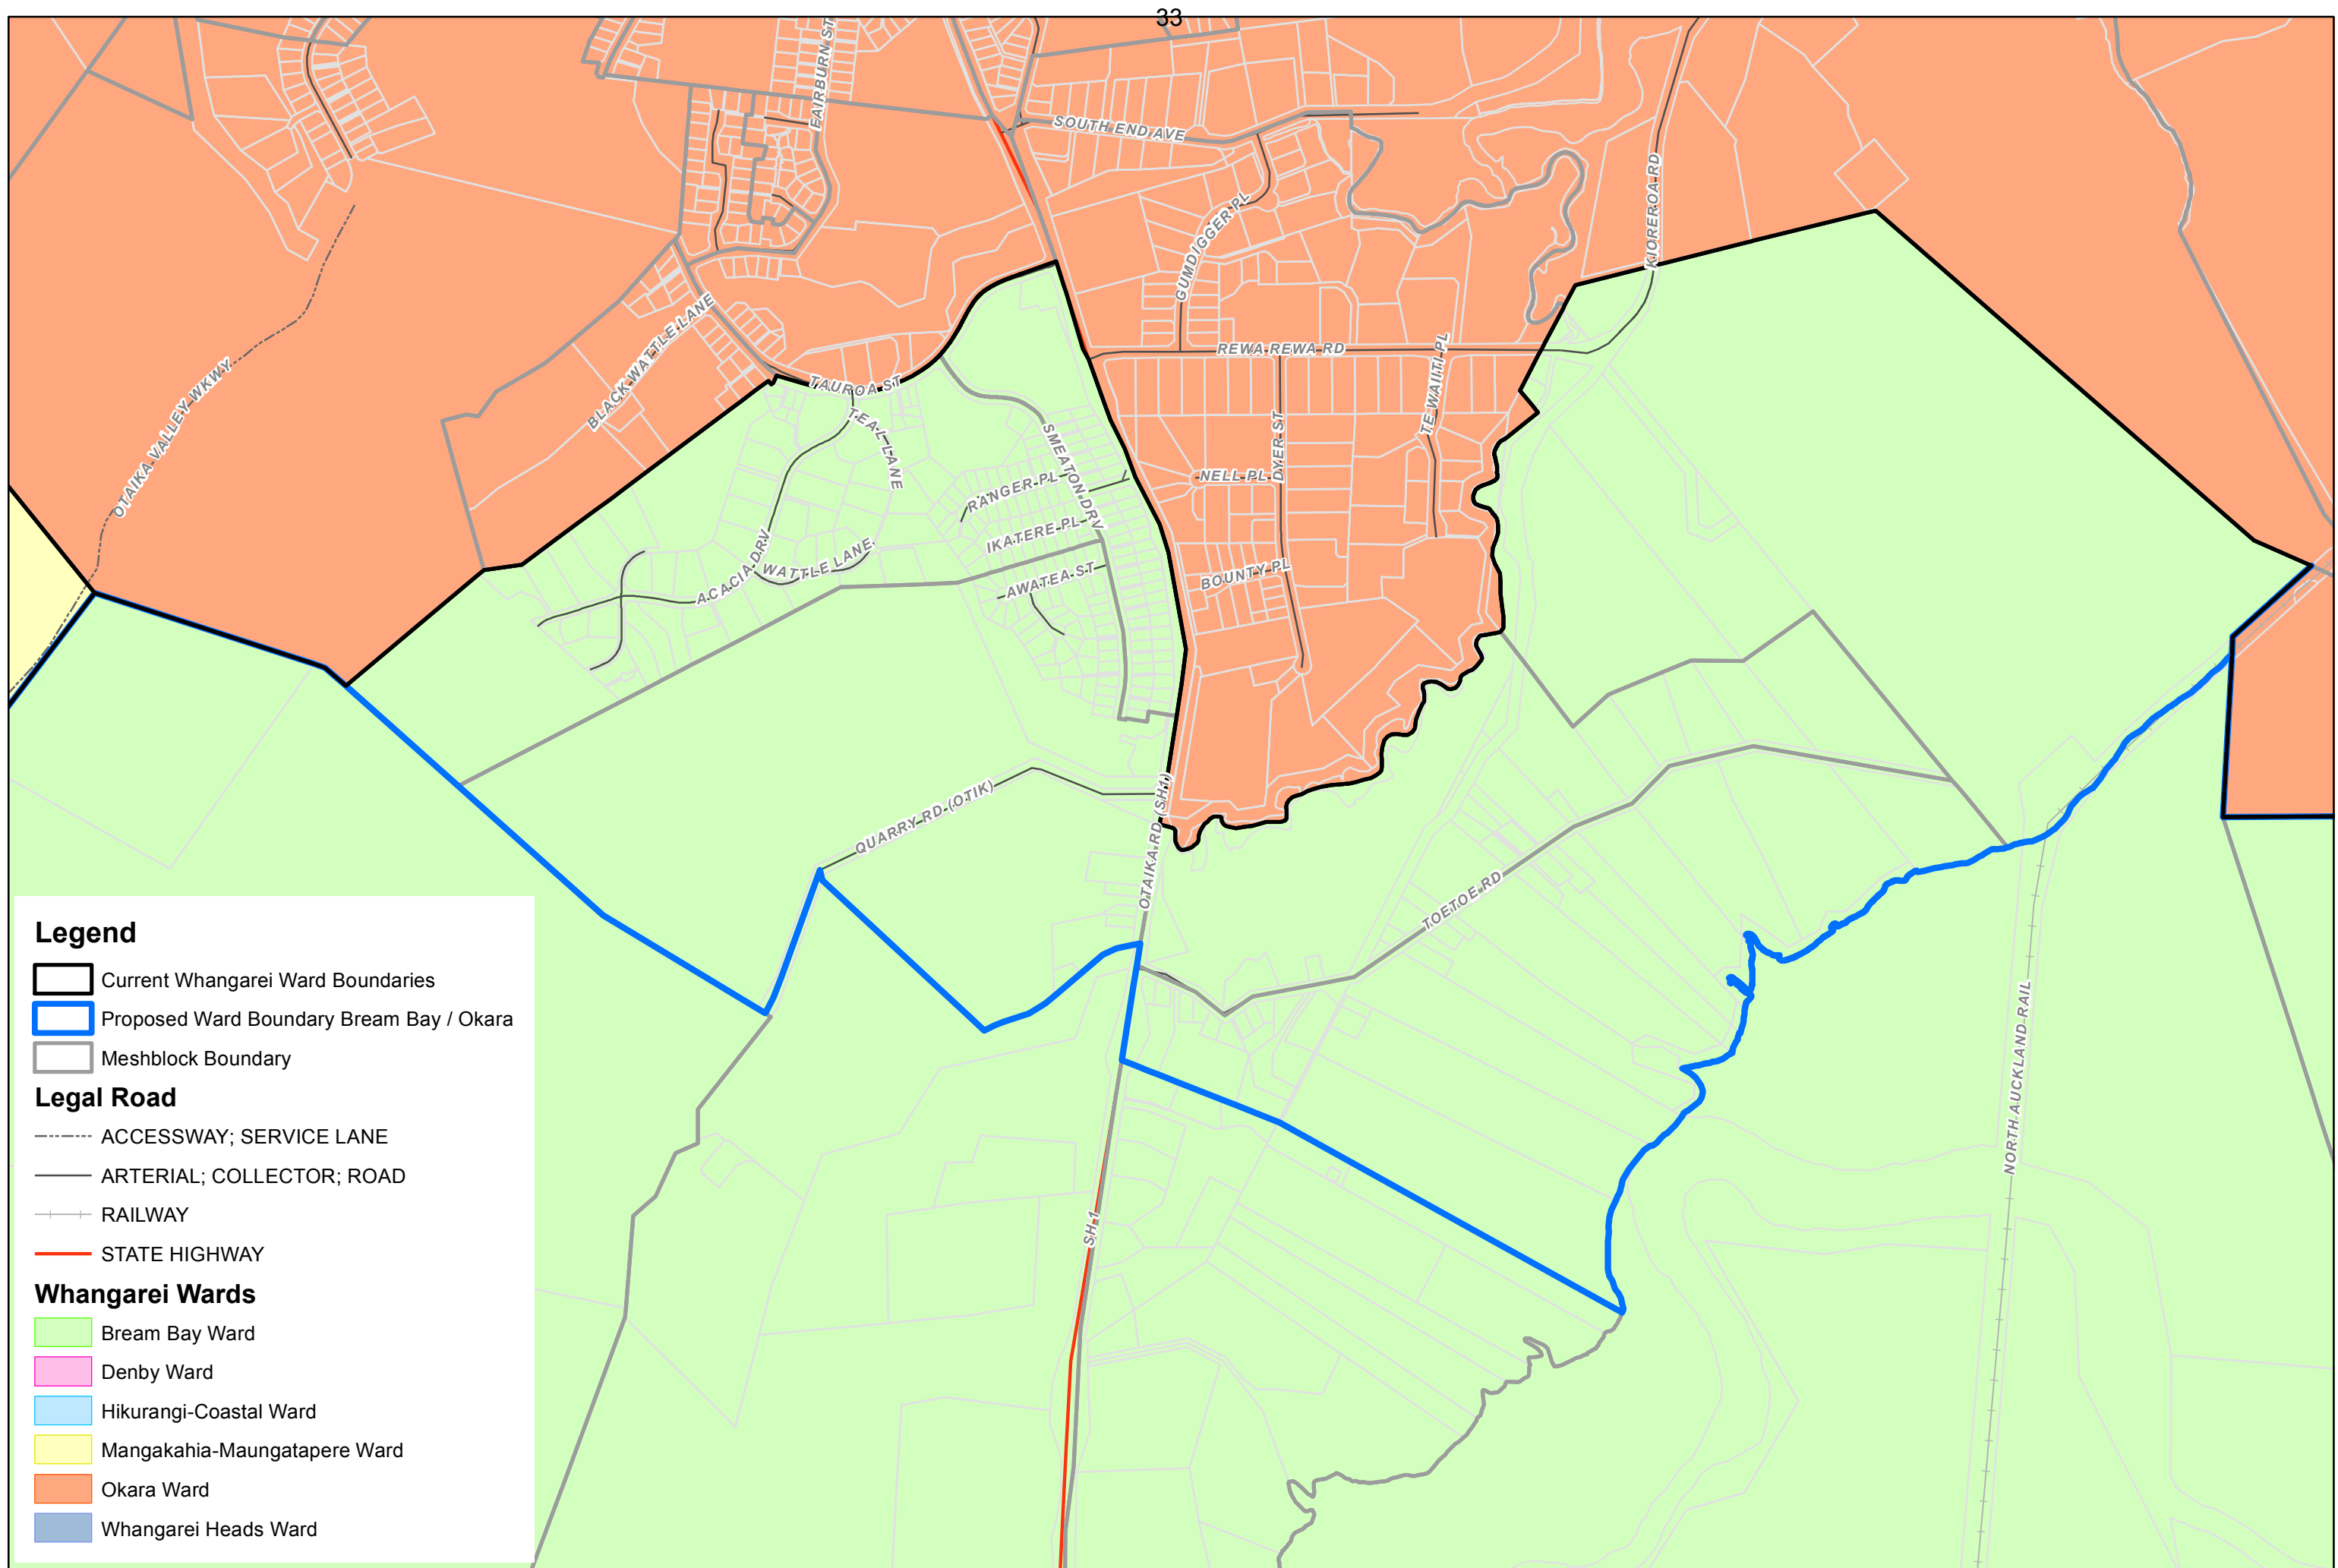 33
FAIRBURN ST
SOUTH END AVE
KIOREROA RD
GUMDIGGER PL
BLACK WATTLE LANE
OTAIKA VALLEY WKWY
REWA REWA RD
TE WAIITI PL
TAUROA ST
TEAL LANE
SMEATON DRV
DYER ST
NELL PL
RANGER PL
IKATERE PL
ACACIA DRV
WATTLE LANE
AWATEA ST
BOUNTY PL
QUARRY RD (OTIK)
OTAIKA RD (SH1)
TOETOE RD
NORTH AUCKLAND RAIL
SH 1
Legend
Current Whangarei Ward Boundaries
Proposed Ward Boundary Bream Bay / Okara
Meshblock Boundary
Legal Road
ACCESSWAY; SERVICE LANE
ARTERIAL; COLLECTOR; ROAD
RAILWAY
STATE HIGHWAY
Whangarei Wards
Bream Bay Ward
Denby Ward
Hikurangi-Coastal Ward
Mangakahia-Maungatapere Ward
Okara Ward
Whangarei Heads Ward